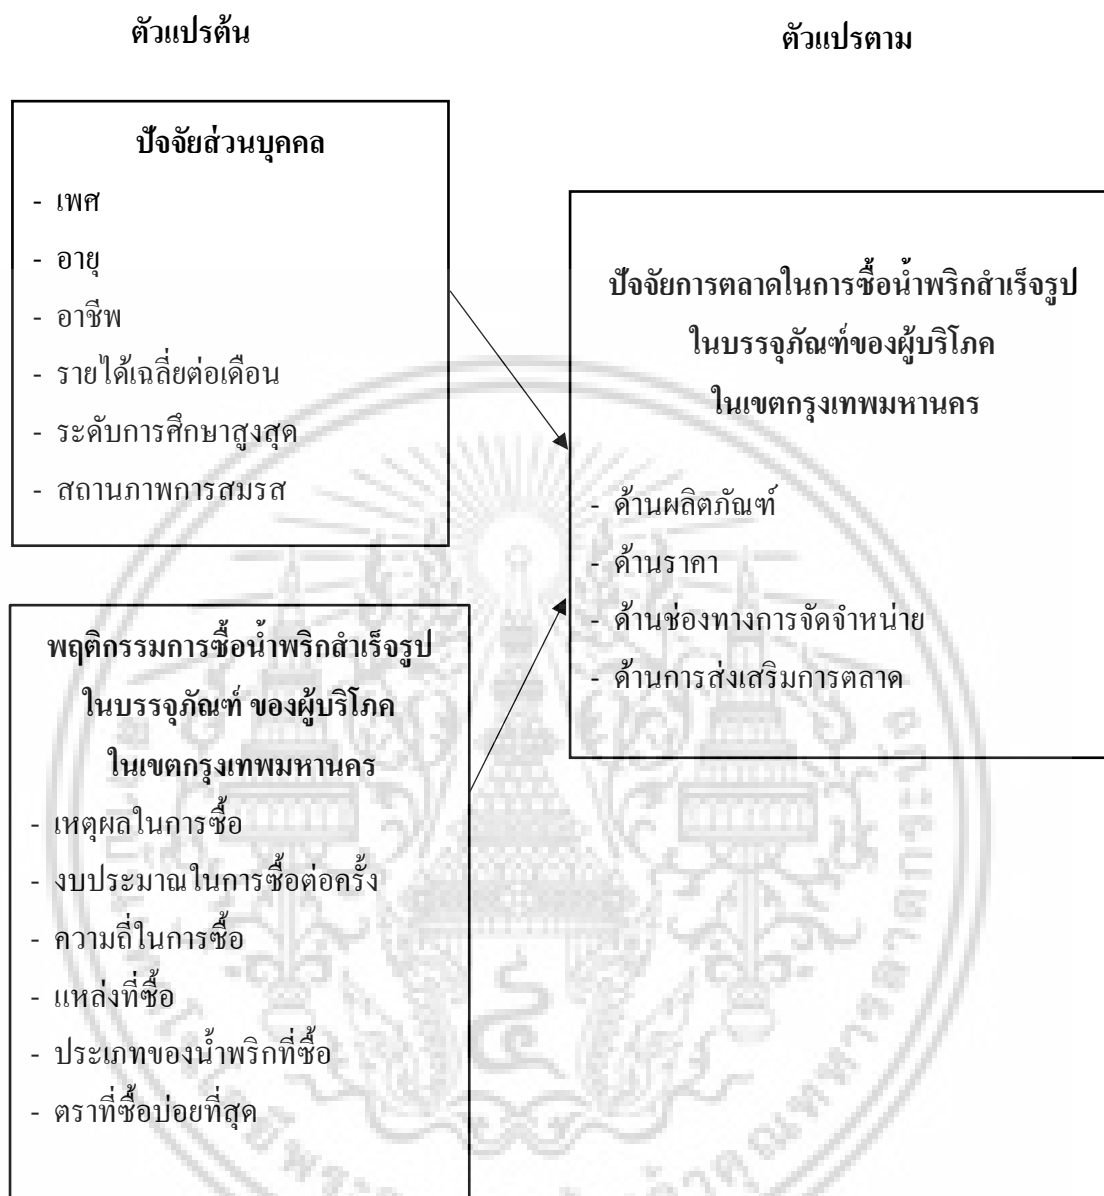 ตัวแปรต้น
ตัวแปรตาม
ปัจจัยส่วนบุคคล
- เพศ
- อายุ
- อาชีพ
- รายได้เฉลี่ยต่อเดือน
- ระดับการศึกษาสูงสุด
- สถานภาพการสมรส
พฤติกรรมการซื้อน้ำพริกสำเร็จรูป
ในบรรจุภัณฑ์ ของผู้บริโภค
ในเขตกรุงเทพมหานคร
- เหตุผลในการซื้อ
- งบประมาณในการซื้อต่อครั้ง
- ความถี่ในการซื้อ
- แหล่งที่ซื้อ
- ประเภทของน้ำพริกที่ซื้อ
- ตราที่ซื้อบ่อยที่สุด
ปัจจัยการตลาดในการซื้อน้ำพริกสำเร็จรูป
ในบรรจุภัณฑ์ของผู้บริโภค
ในเขตกรุงเทพมหานคร
- ด้านผลิตภัณฑ์
- ด้านราคา
- ด้านช่องทางการจัดจำหน่าย
- ด้านการส่งเสริมการตลาด